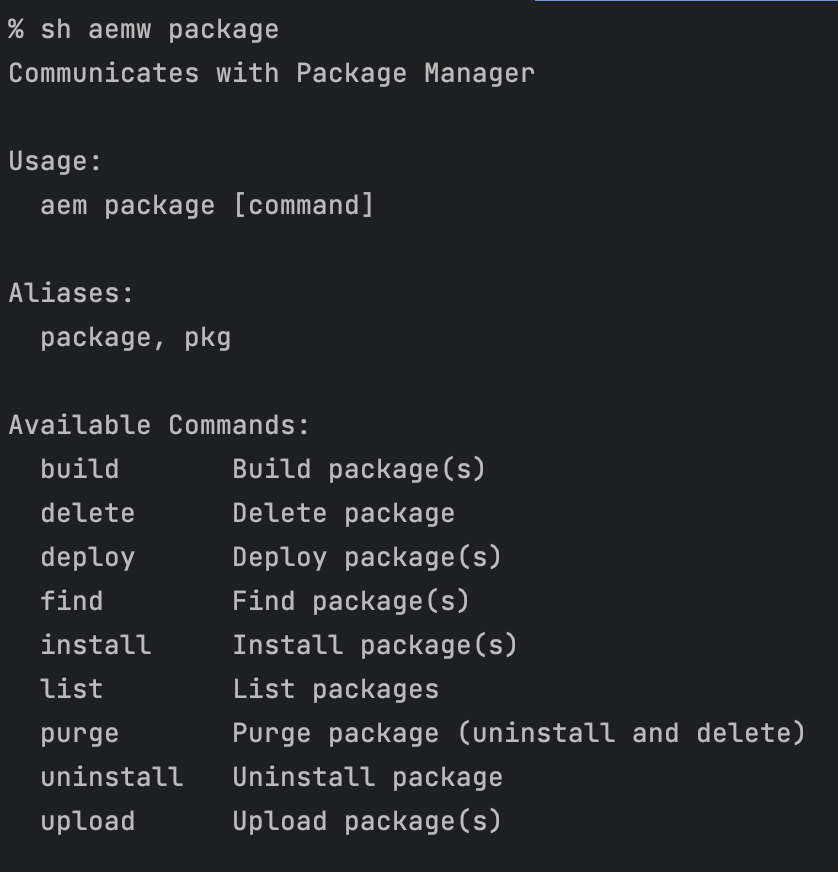 % sh aemw package
Communicates with Package Manager
Usage:
aem package [command]
Aliases:
package, pkg
Available Commands:
build Build package(s)
delete Delete package
deploy Deploy package(s)
find Find package(s)
install Install package(s)
list List packages
purge Purge package (uninstall and delete)
uninstall Uninstall package
upload Upload package(s)